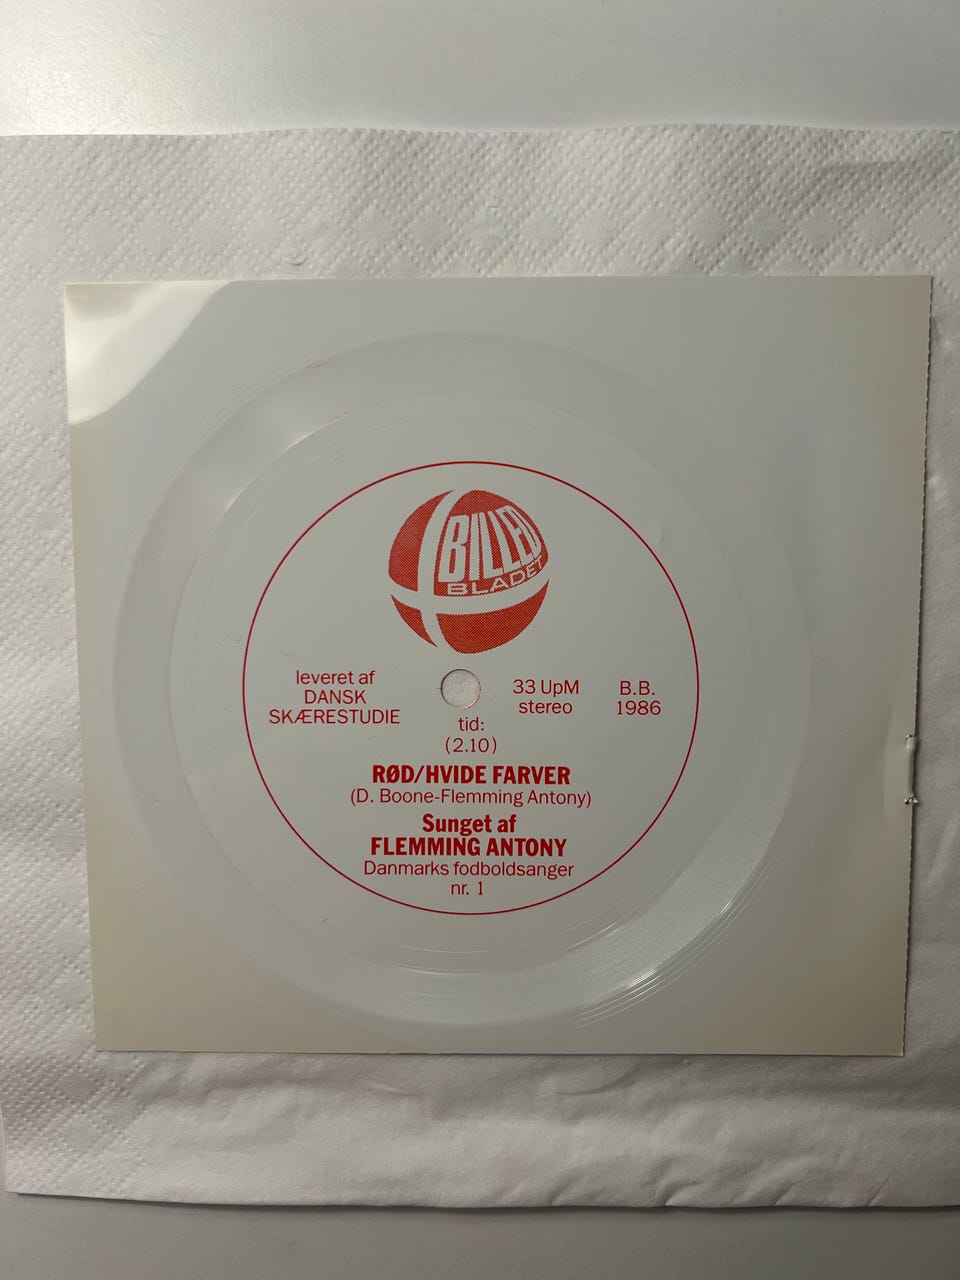 BILLED
BLADET
leveret af
DANSK
SKÆRESTUDIE
33 UpM
stereo
B.B.
1986
tid:
(2.10)
RØD/HVIDE FARVER
(D. Boone-Flemming Antony)
Sunget af
FLEMMING ANTONY
Danmarks fodboldsanger
nr. 1